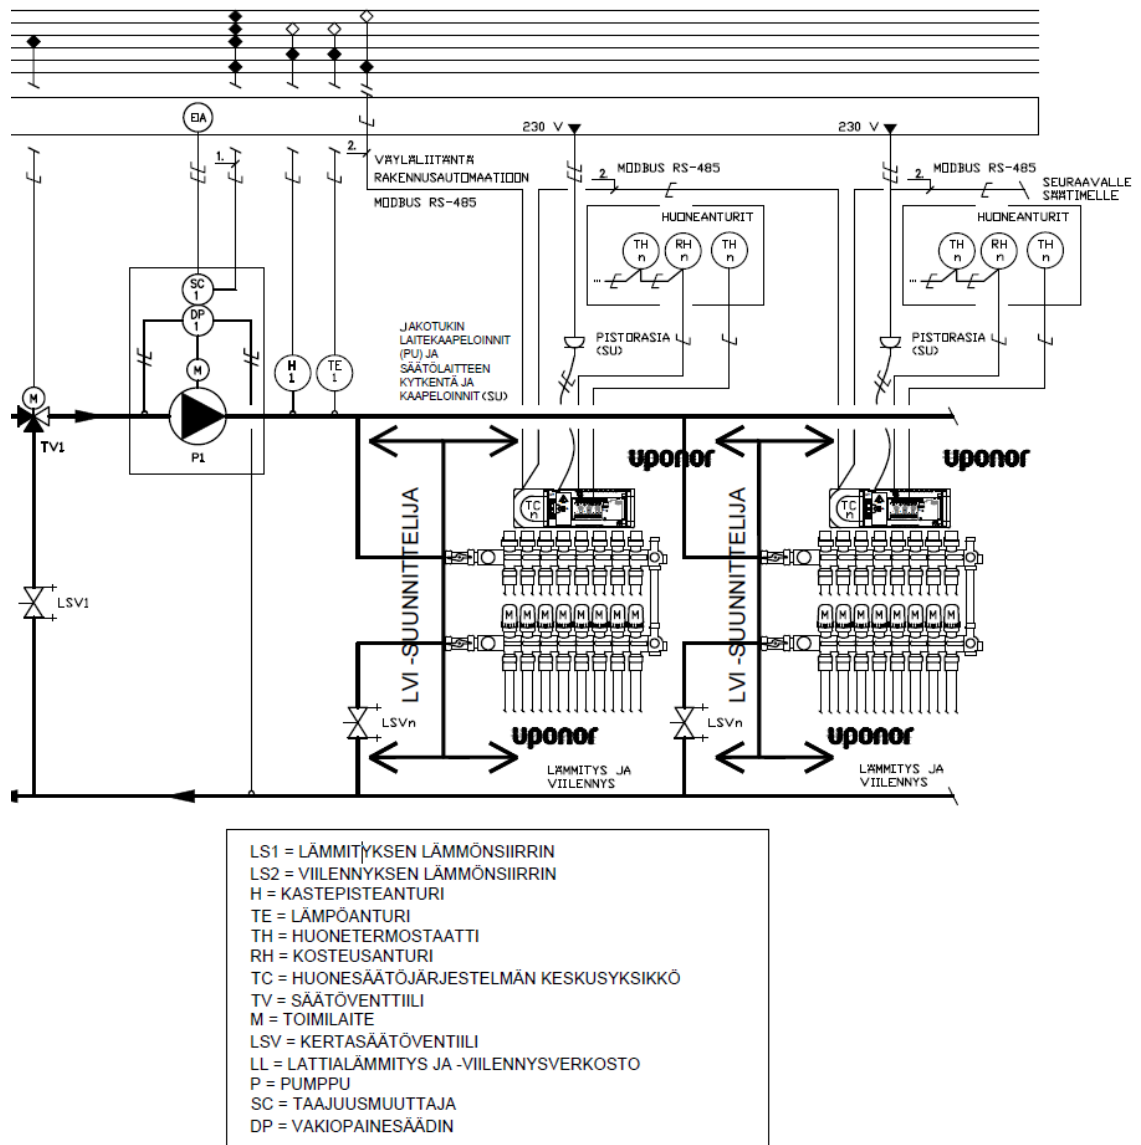 EIA
230 V
230 V
1.
2.
VÄYLÄLIITÄNTÄ
RAKENNUSAUTOMAATIOON
MODBUS RS-485
2.
MODBUS RS-485
2.
MODBUS RS-485
SEURAAVALLE
SÄÄTIMELLE
HUONEANTURIT
TH
n
RH
n
TH
n
...
HUONEANTURIT
TH
n
RH
n
TH
n
...
SC
1
DP
1
M
P1
H
1
TE
1
M
TV1
JAKOTUKIN
LAITEKAAPELOINNIT
(PU) JA
SÄÄTÖLAITTEEN
KYTKENTÄ JA
KAAPELOINNIT(SU)
PISTORASIA
(SU)
PISTORASIA
(SU)
uponor
uponor
TC
n
TC
n
LVI -SUUNNITTELIJA
LVI -SUUNNITTELIJA
M M M M M M M M
M M M M M M M M
LSV1
LSVn
LSVn
uponor
uponor
LÄMMITYS JA
VIILENNYS
LÄMMITYS JA
VIILENNYS
LS1 = LÄMMITYKSEN LÄMMÖNSIIRRIN
LS2 = VIILENNYKSEN LÄMMÖNSIIRRIN
H = KASTEPISTEANTURI
TE = LÄMPÖANTURI
TH = HUONETERMOSTAATTI
RH = KOSTEUSANTURI
TC = HUONESÄÄTÖJÄRJESTELMÄN KESKUSYKSIKKÖ
TV = SÄÄTÖVENTTIILI
M = TOIMILAITE
LSV = KERTASÄÄTÖVENTIILI
LL = LATTIALÄMMITYS JA -VIILENNYSVERKOSTO
P = PUMPPU
SC = TAAJUUSMUUTTAJA
DP = VAKIOPAINESÄÄDIN